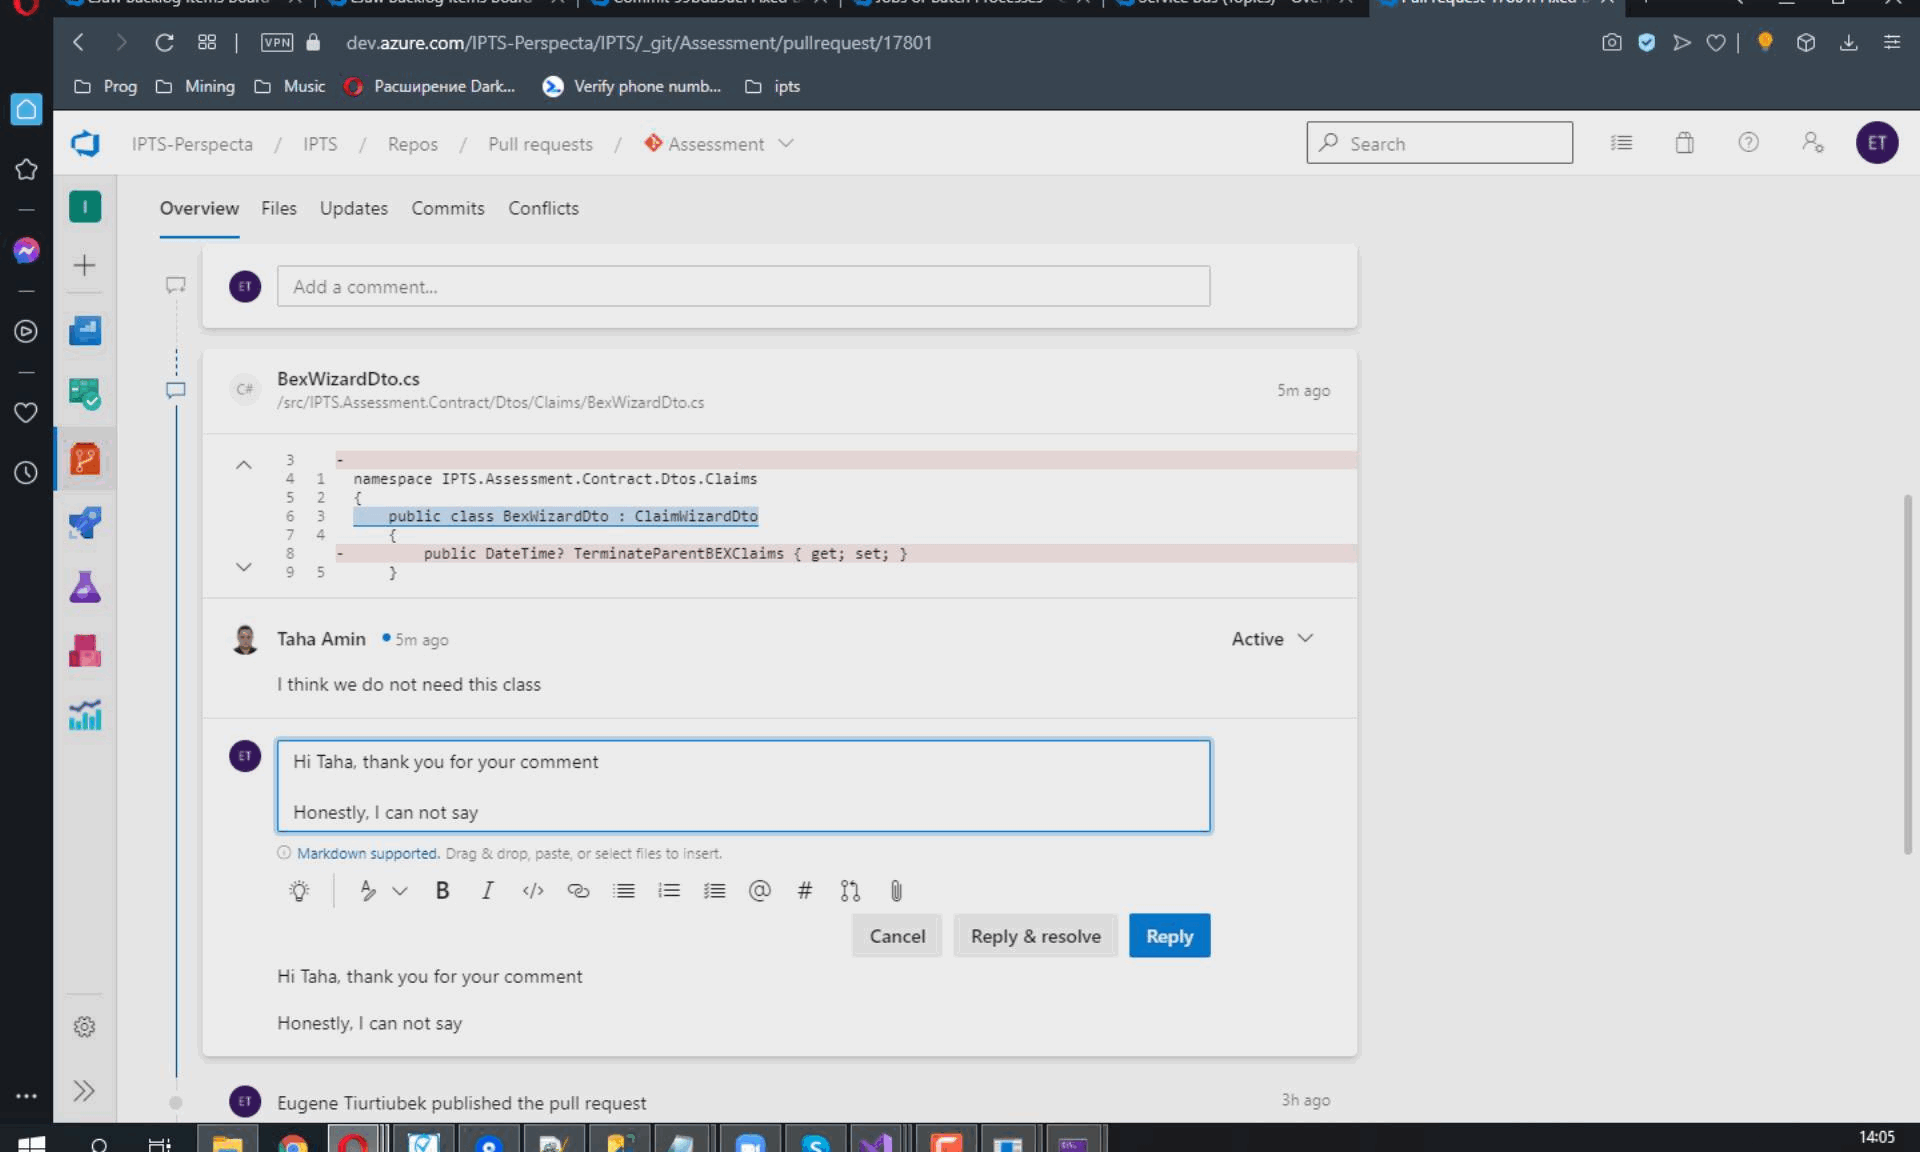 VPN
dev.azure.com/IPTS-Perspecta/IPTS/_git/Assessment/pullrequest/17801
Prog
Mining
Music
Расширение Dark...
Verify phone numb...
ipts
IPTS-Perspecta / IPTS / Repos / Pull requests / Assessment
Search
ET
I
Overview
Files
Updates
Commits
Conflicts
ET
Add a comment...
C#
BexWizardDto.cs
5m ago
/src/IPTS.Assessment.Contract/Dtos/Claims/BexWizardDto.cs
3 -
4 1 namespace IPTS.Assessment.Contract.Dtos.Claims
5 2 {
6 3 public class BexWizardDto : ClaimWizardDto
7 4 {
8 - public DateTime? TerminateParentBEXClaims { get; set; }
9 5 }
Taha Amin
5m ago
Active
I think we do not need this class
ET
Hi Taha, thank you for your comment
Honestly, I can not say
Markdown supported. Drag & drop, paste, or select files to insert.
B I </> @ #
Cancel
Reply & resolve
Reply
Hi Taha, thank you for your comment
Honestly, I can not say
ET
Eugene Tiurtiubek published the pull request
3h ago
14:05